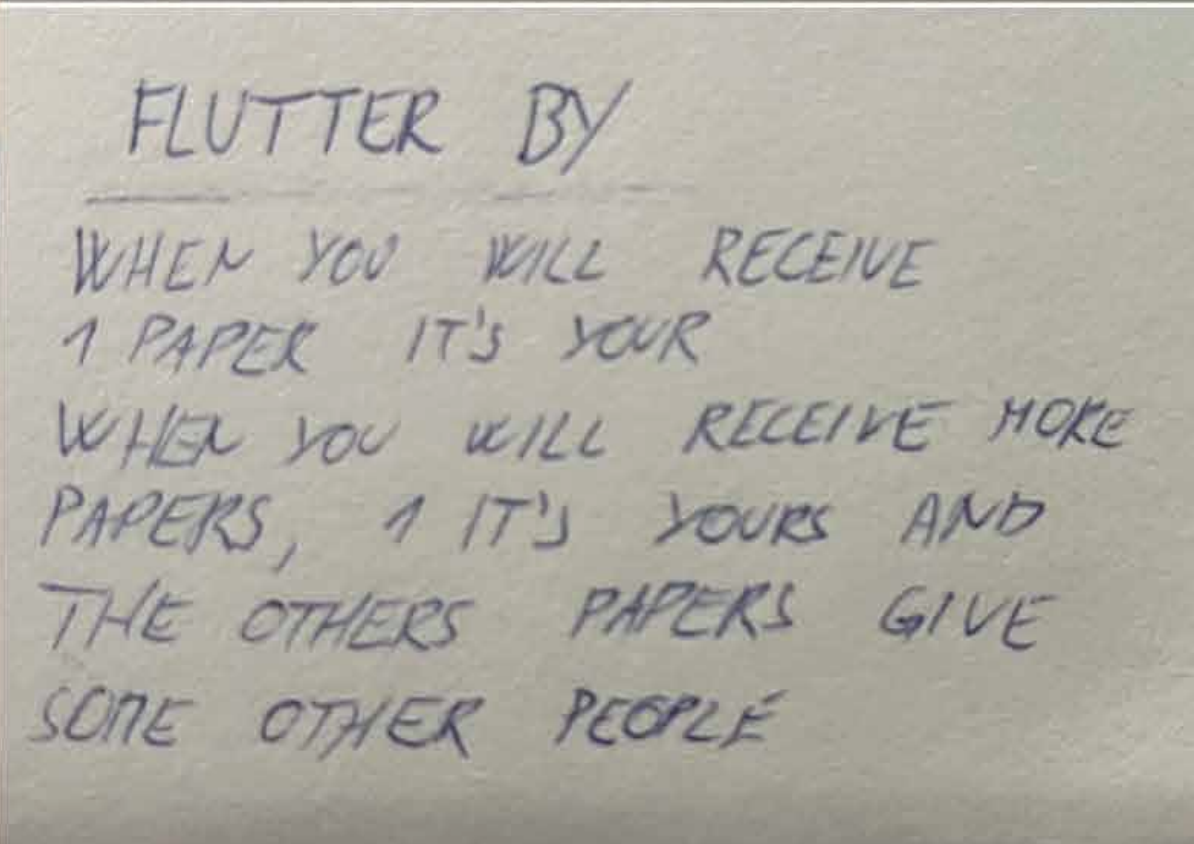 FLUTTER BY
WHEN YOU WILL RECEIVE
1 PAPER IT'S YOUR
WHEN YOU WILL RECEIVE MORE
PAPERS, 1 IT'S YOURS AND
THE OTHERS PAPERS GIVE
SOME OTHER PEOPLE